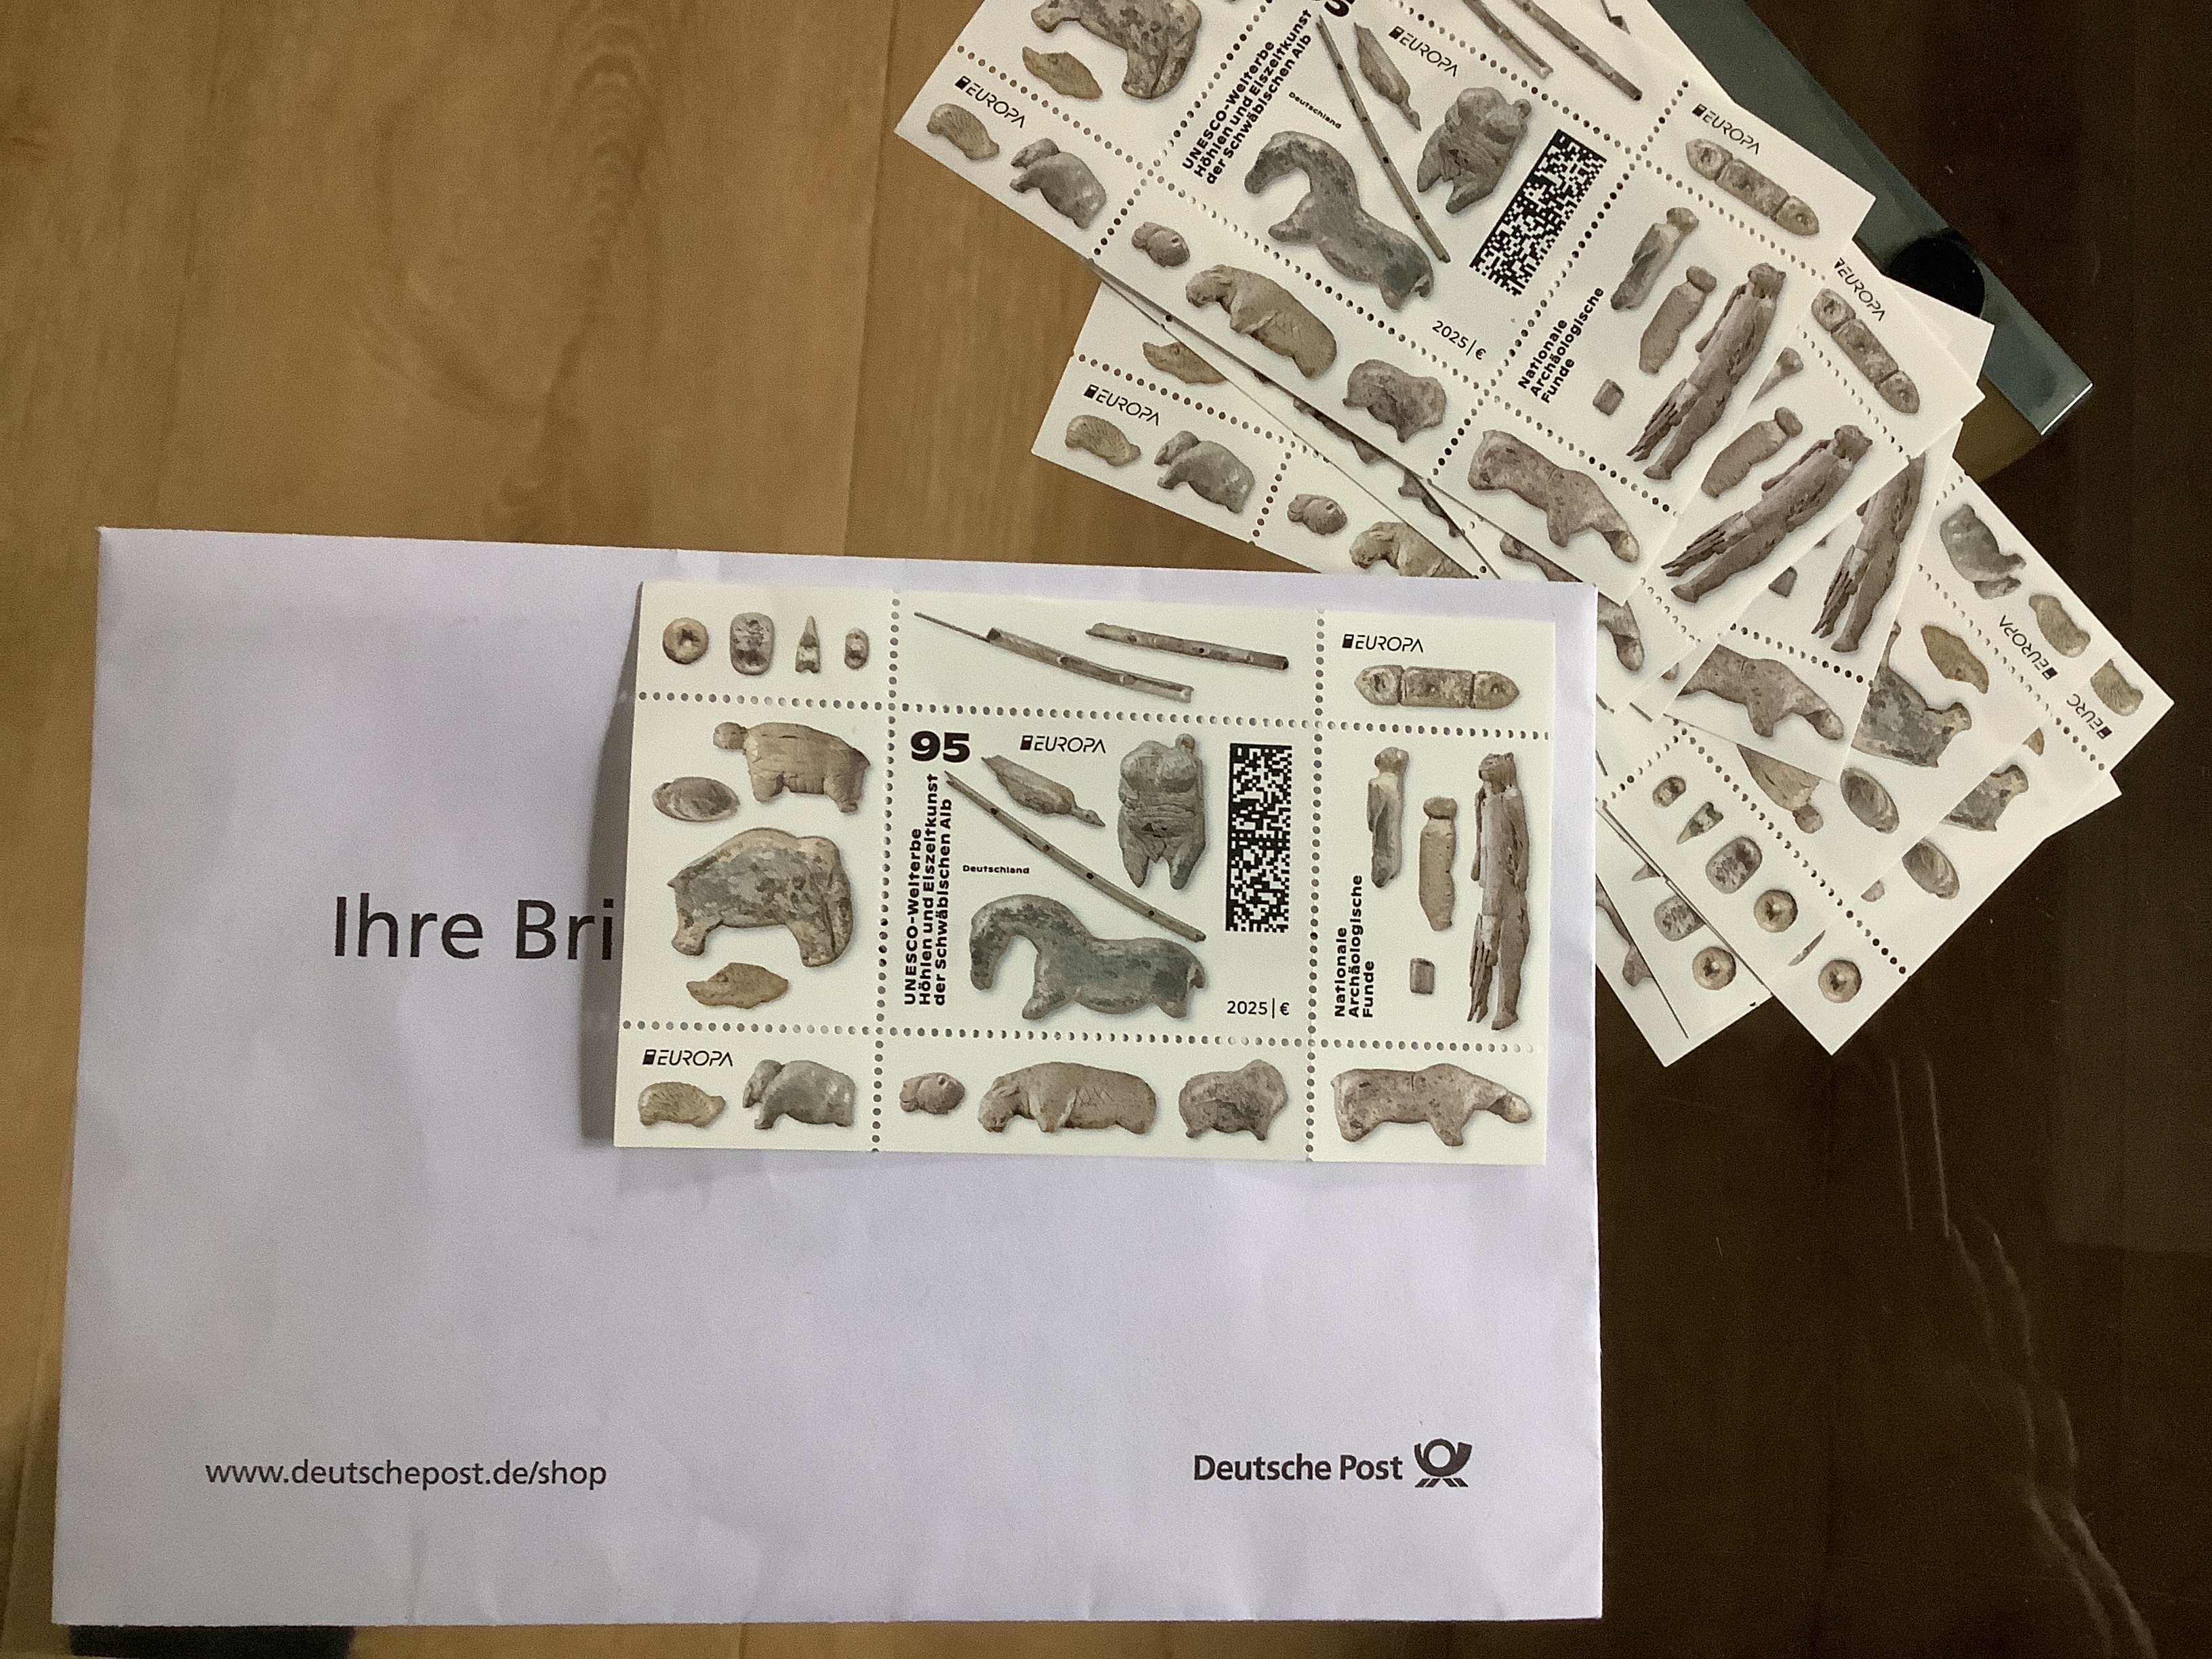 EUROPA
UNESCO-Welterbe
Höhlen und Eiszeitkunst
der Schwäbischen Alb
Deutschland
EUROPA
2025 | €
EUROPA
Nationale
Archäologische
Funde
EUROPA
EUROPA
EUROPA
Ihre Bri
EUROPA
95
EUROPA
UNESCO-Welterbe
Höhlen und Eiszeitkunst
der Schwäbischen Alb
Deutschland
2025 | €
Nationale
Archäologische
Funde
EUROPA
www.deutschepost.de/shop
Deutsche Post